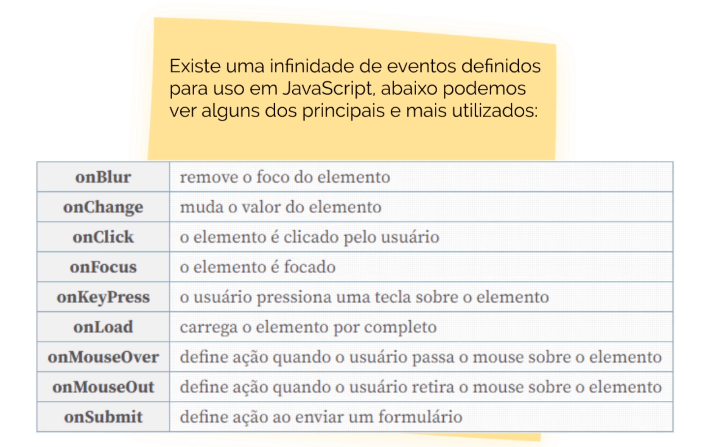 Existe uma infinidade de eventos definidos
para uso em JavaScript, abaixo podemos
ver alguns dos principais e mais utilizados:
onBlur remove o foco do elemento
onChange muda o valor do elemento
onClick o elemento é clicado pelo usuário
onFocus o elemento é focado
onKeyPress o usuário pressiona uma tecla sobre o elemento
onLoad carrega o elemento por completo
onMouseOver define ação quando o usuário passa o mouse sobre o elemento
onMouseOut define ação quando o usuário retira o mouse sobre o elemento
onSubmit define ação ao enviar um formulário